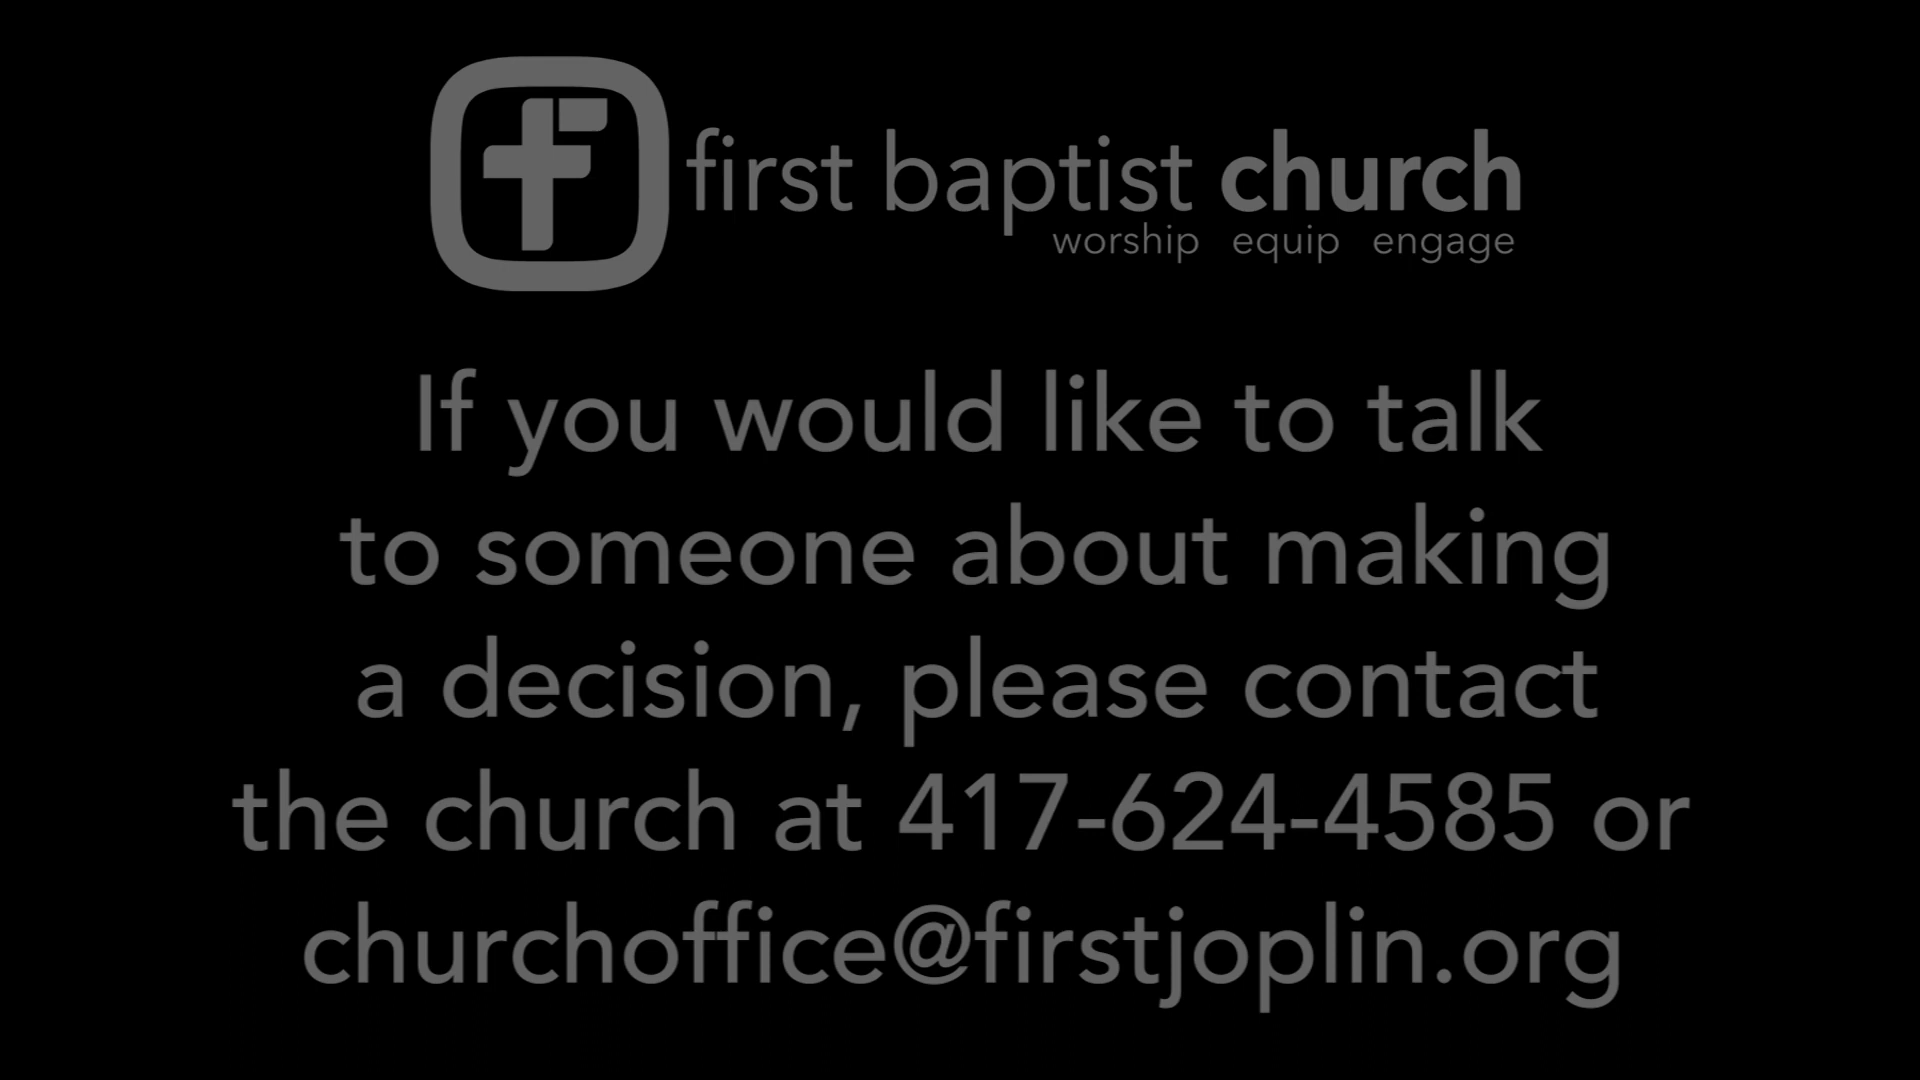 first baptist church
worship equip engage
If you would like to talk
to someone about making
a decision, please contact
the church at 417-624-4585 or
churchoffice@firstjoplin.org